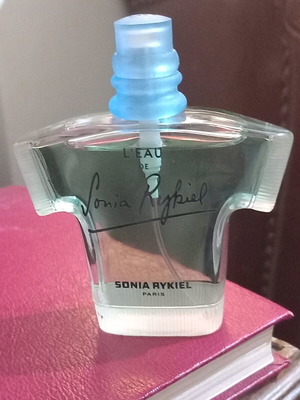 L'EAU
DE
Sonia Rykiel
SONIA RYKIEL
PARIS